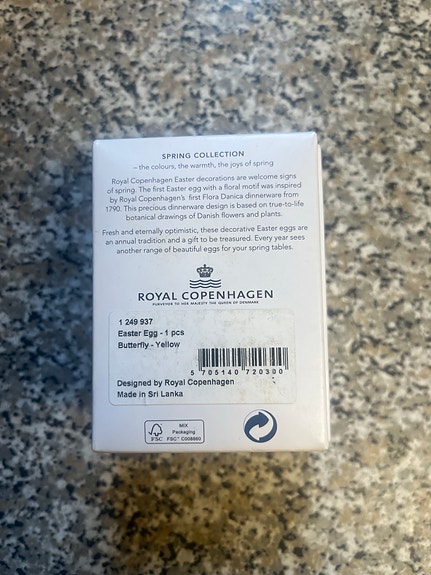 SPRING COLLECTION
– the colours, the warmth, the joys of spring
Royal Copenhagen Easter decorations are welcome signs
of spring. The first Easter egg with a floral motif was inspired
by Royal Copenhagen's first Flora Danica dinnerware from
1790. This precious dinnerware design is based on true-to-life
botanical drawings of Danish flowers and plants.
Fresh and eternally optimistic, these decorative Easter eggs are
an annual tradition and a gift to be treasured. Every year sees
another range of beautiful eggs for your spring tables.
ROYAL COPENHAGEN
PURVEYOR TO HER MAJESTY THE QUEEN OF DENMARK
1 249 937
Easter Egg - 1 pcs
Butterfly - Yellow
5 705140 720300
Designed by Royal Copenhagen
Made in Sri Lanka
FSC
MIX
Packaging
FSC® C008860